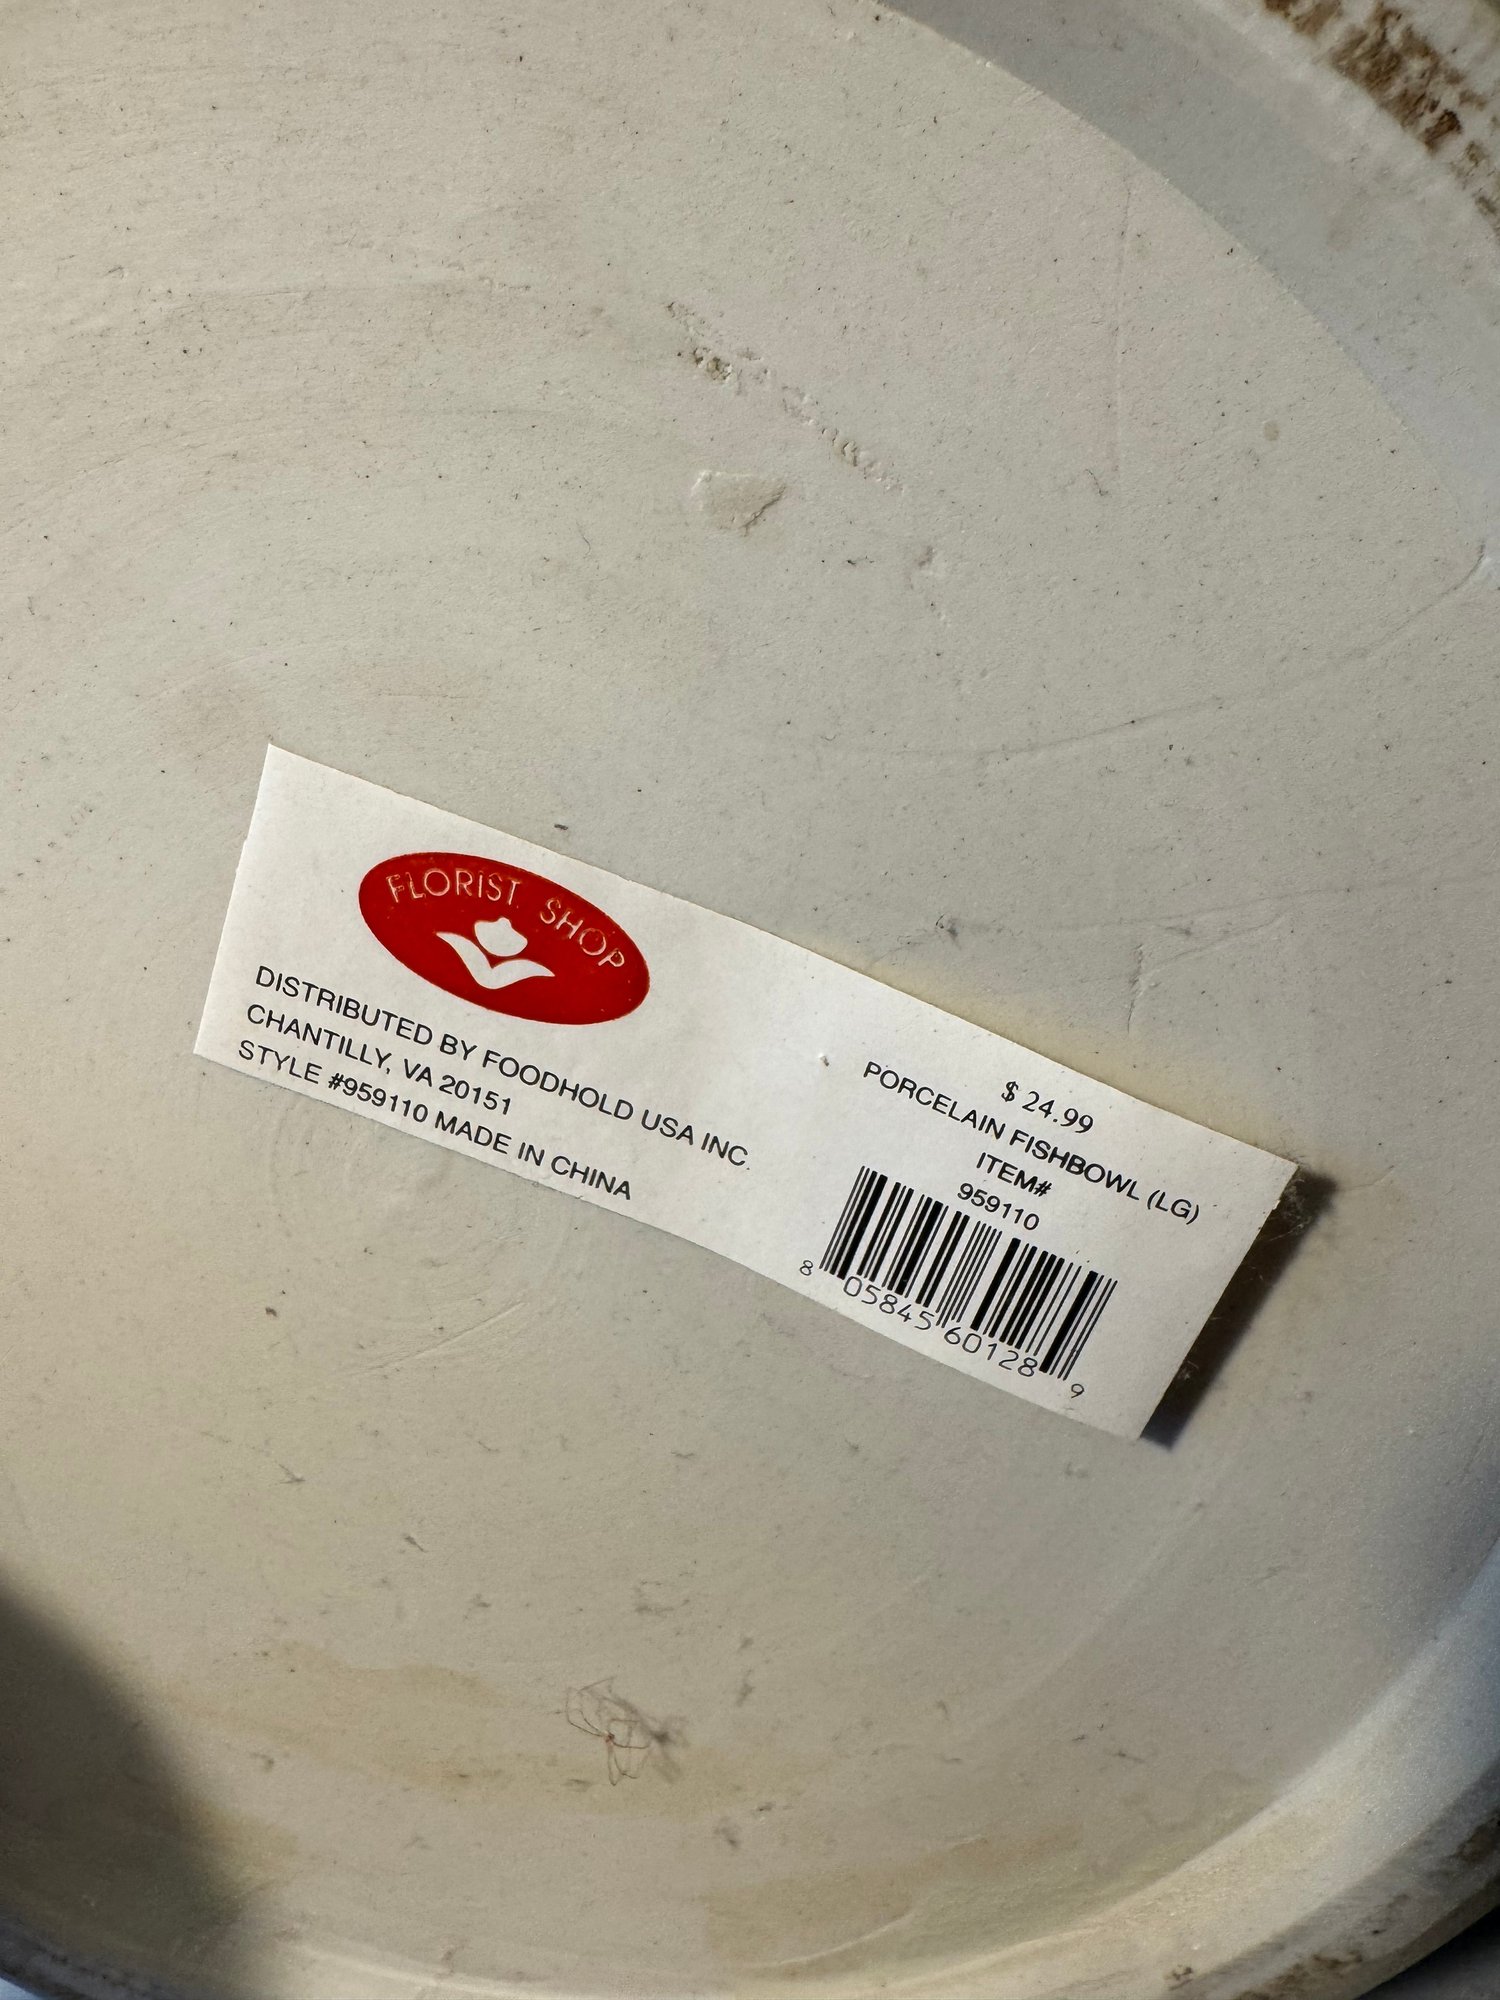 FLORIST SHOP
DISTRIBUTED BY FOODHOLD USA INC.
CHANTILLY, VA 20151
STYLE #959110 MADE IN CHINA
$ 24.99
PORCELAIN FISHBOWL (LG)
ITEM#
959110
8 05845 60128 9